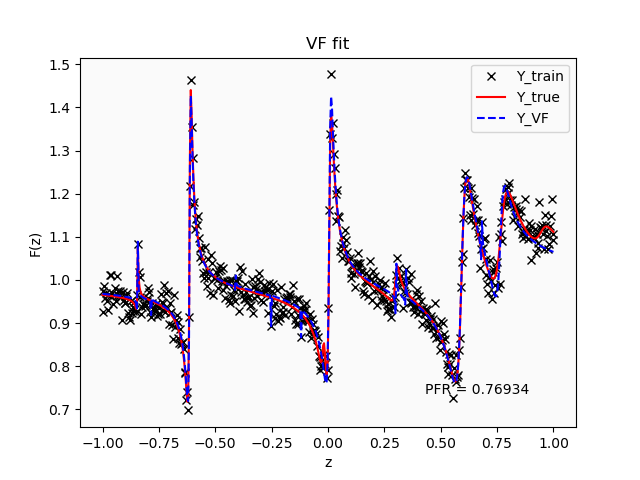 VF fit
1.5
1.4
1.3
1.2
1.1
1.0
0.9
0.8
0.7
F(z)
Y_train
Y_true
Y_VF
PFR = 0.76934
−1.00 −0.75 −0.50 −0.25 0.00 0.25 0.50 0.75 1.00
z